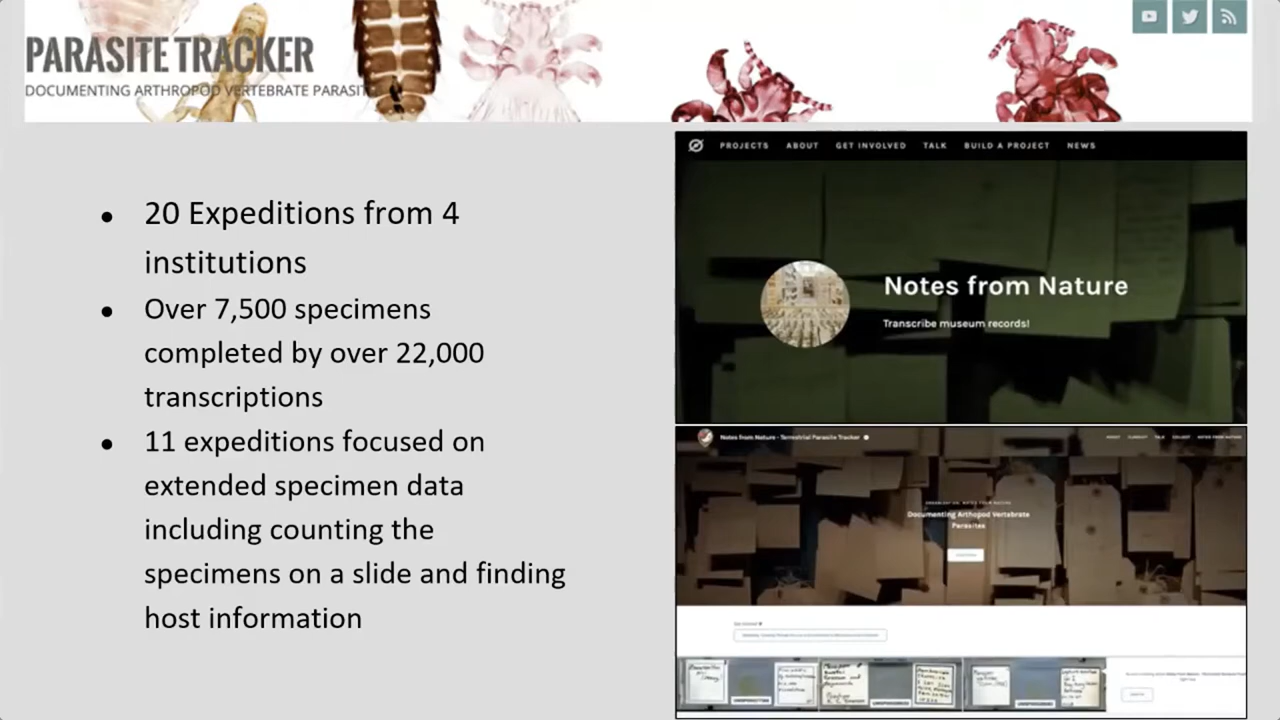 PARASITE TRACKER
DOCUMENTING ARTHROPOD VERTEBRATE PARASIT
• 20 Expeditions from 4
institutions
• Over 7,500 specimens
completed by over 22,000
transcriptions
• 11 expeditions focused on
extended specimen data
including counting the
specimens on a slide and finding
host information
PROJECTS ABOUT GET INVOLVED TALK BUILD A PROJECT NEWS
Notes from Nature
Transcribe museum records!
Notes from Nature - Terrestrial Parasite Tracker
Documenting Arthopod Vertebrate
Parasites